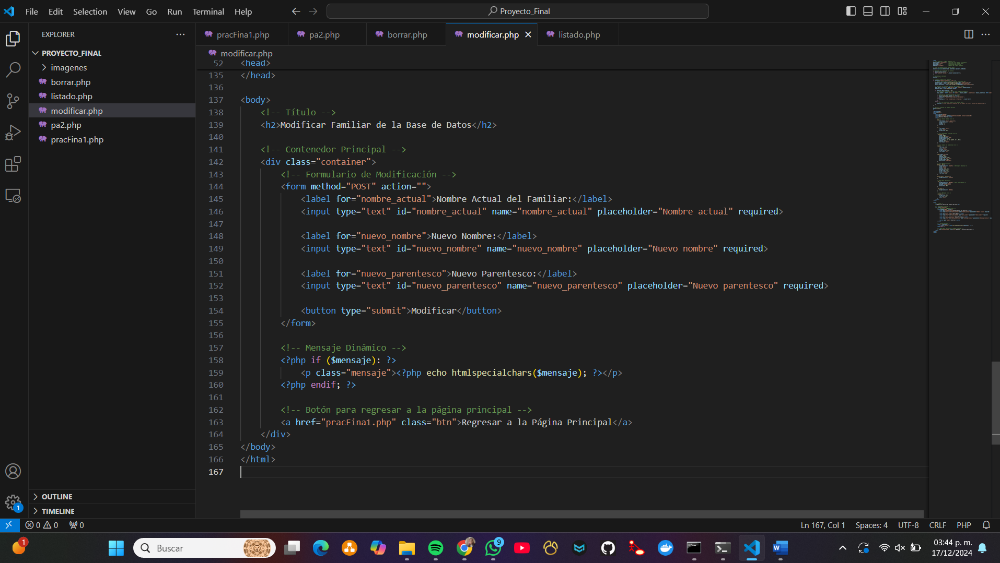 File Edit Selection View Go Run Terminal Help
Proyecto_Final
EXPLORER
PROYECTO_FINAL
imagenes
borrar.php
listado.php
modificar.php
pa2.php
pracFina1.php
OUTLINE
TIMELINE
pracFina1.php pa2.php borrar.php modificar.php listado.php
modificar.php
52 <head>
135 </head>
136
137 <body>
138 <!-- Título -->
139 <h2>Modificar Familiar de la Base de Datos</h2>
140
141 <!-- Contenedor Principal -->
142 <div class="container">
143 <!-- Formulario de Modificación -->
144 <form method="POST" action="">
145 <label for="nombre_actual">Nombre Actual del Familiar:</label>
146 <input type="text" id="nombre_actual" name="nombre_actual" placeholder="Nombre actual" required>
147
148 <label for="nuevo_nombre">Nuevo Nombre:</label>
149 <input type="text" id="nuevo_nombre" name="nuevo_nombre" placeholder="Nuevo nombre" required>
150
151 <label for="nuevo_parentesco">Nuevo Parentesco:</label>
152 <input type="text" id="nuevo_parentesco" name="nuevo_parentesco" placeholder="Nuevo parentesco" required>
153
154 <button type="submit">Modificar</button>
155 </form>
156
157 <!-- Mensaje Dinámico -->
158 <?php if ($mensaje): ?>
159 <p class="mensaje"><?php echo htmlspecialchars($mensaje); ?></p>
160 <?php endif; ?>
161
162 <!-- Botón para regresar a la página principal -->
163 <a href="pracFina1.php" class="btn">Regresar a la Página Principal</a>
164 </div>
165 </body>
166 </html>
167
1
0 0 0
Ln 167, Col 1 Spaces: 4 UTF-8 CRLF PHP
1
Buscar
9
03:44 p. m.
17/12/2024